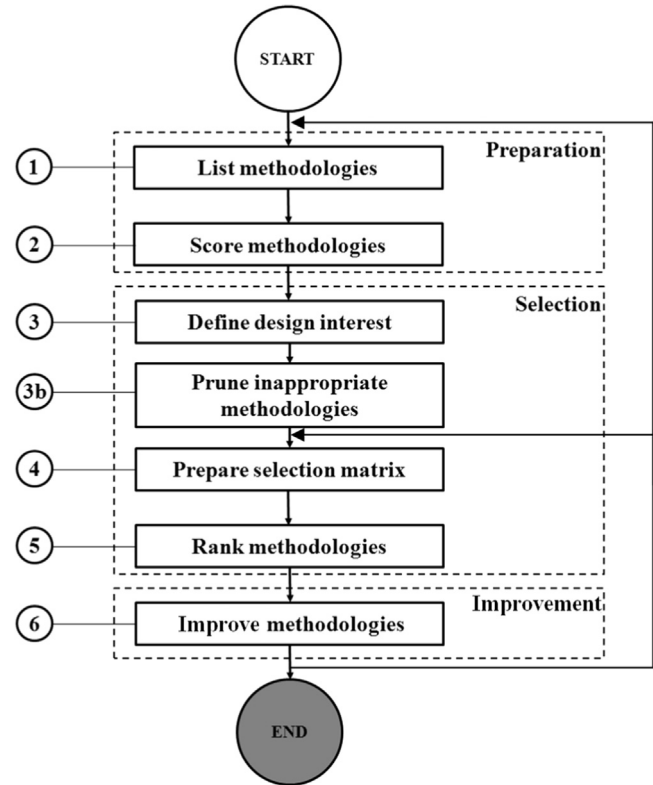 START
Preparation
1
List methodologies
2
Score methodologies
Selection
3
Define design interest
3b
Prune inappropriate
methodologies
4
Prepare selection matrix
5
Rank methodologies
Improvement
6
Improve methodologies
END